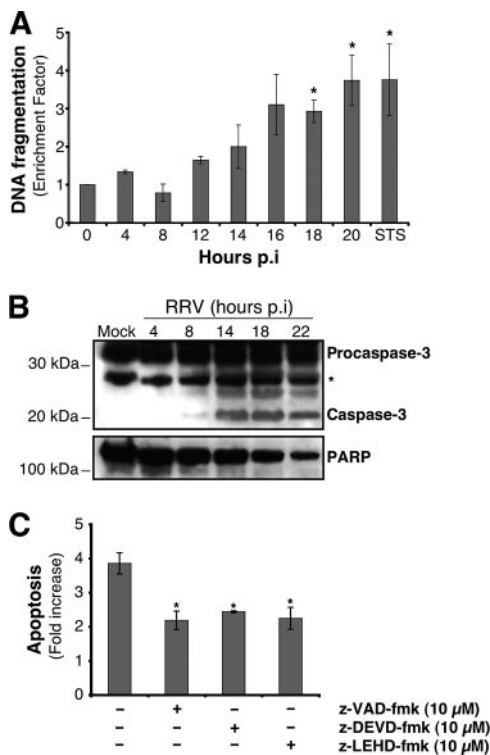 A
DNA fragmentation
(Enrichment Factor)
5
4
3
2
1
0
* * *
0 4 8 12 14 16 18 20 STS
Hours p.i
B
RRV (hours p.i)
Mock 4 8 14 18 22
30 kDa
20 kDa
100 kDa
Procaspase-3
*
Caspase-3
PARP
C
Apoptosis
(Fold increase)
5
4
3
2
1
0
* * *
– + – – z-VAD-fmk (10 µM)
– – + – z-DEVD-fmk (10 µM)
– – – + z-LEHD-fmk (10 µM)